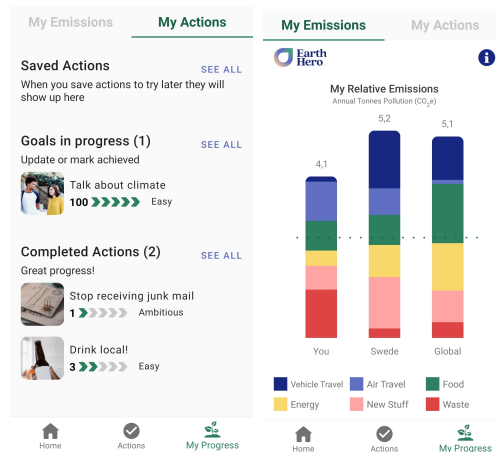 My Emissions
My Actions
Saved Actions
SEE ALL
When you save actions to try later they will
show up here
Goals in progress (1)
SEE ALL
Update or mark achieved
Talk about climate
100
Easy
Completed Actions (2)
SEE ALL
Great progress!
Stop receiving junk mail
1
Ambitious
Drink local!
3
Easy
Home
Actions
My Progress
My Emissions
My Actions
Earth
Hero
i
My Relative Emissions
Annual Tonnes Pollution (CO2e)
4,1
5,2
5,1
You
Swede
Global
Vehicle Travel
Air Travel
Food
Energy
New Stuff
Waste
Home
Actions
My Progress